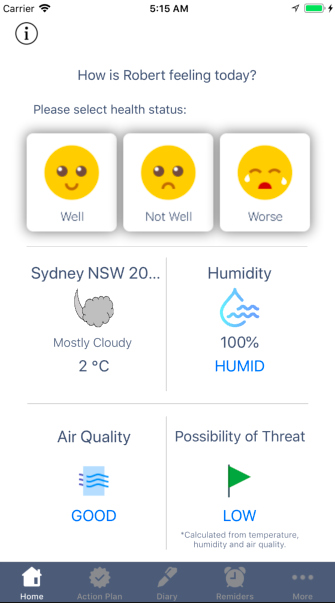 Carrier 5:15 AM
i
How is Robert feeling today?
Please select health status:
Well Not Well Worse
Sydney NSW 20... Humidity
Mostly Cloudy 100%
2 °C HUMID
Air Quality Possibility of Threat
GOOD LOW
*Calculated from temperature,
humidity and air quality.
Home Action Plan Diary Remiders More